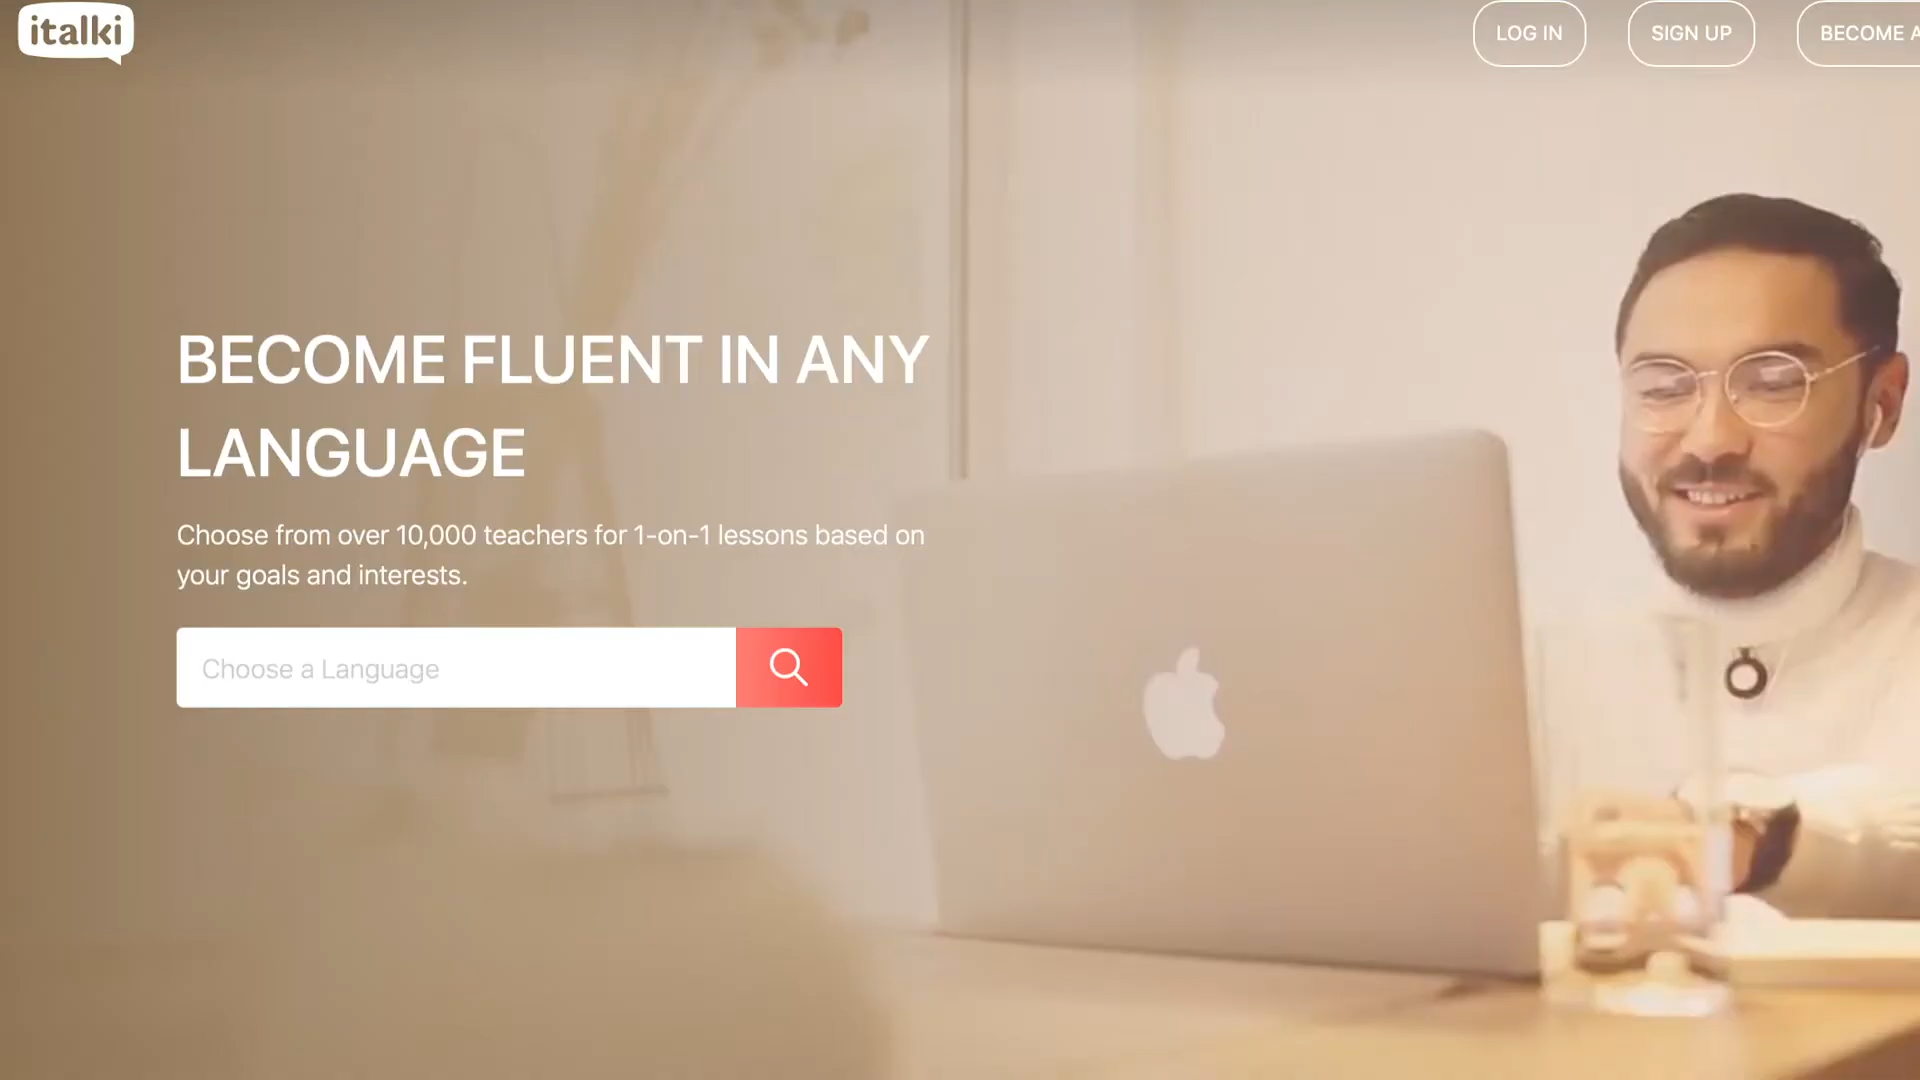 italki
LOG IN
SIGN UP
BECOME A
BECOME FLUENT IN ANY
LANGUAGE
Choose from over 10,000 teachers for 1-on-1 lessons based on
your goals and interests.
Choose a Language